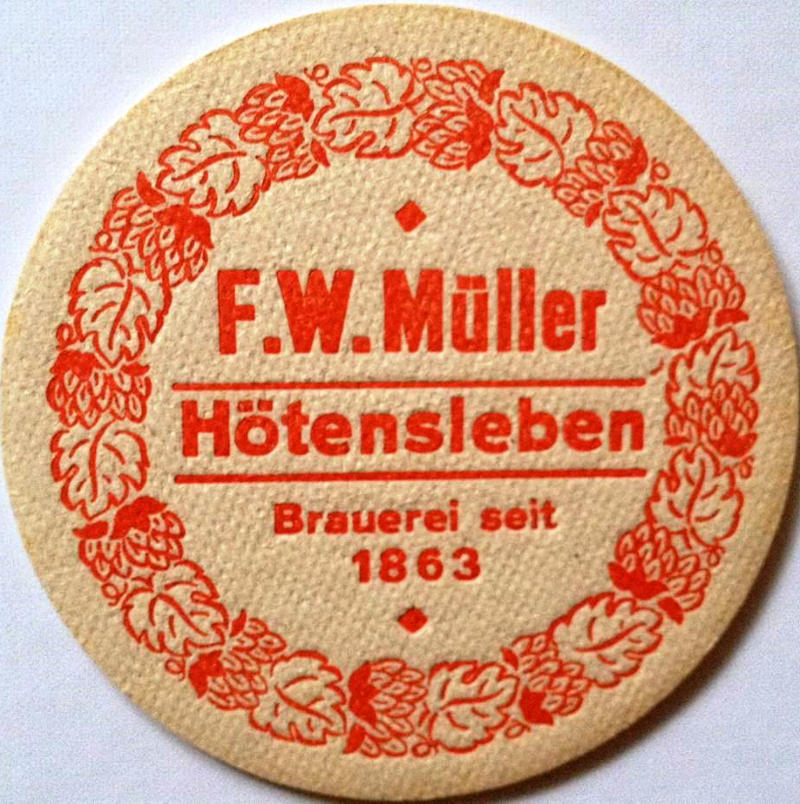 F.W. Müller
Hötensleben
Brauerei seit
1863